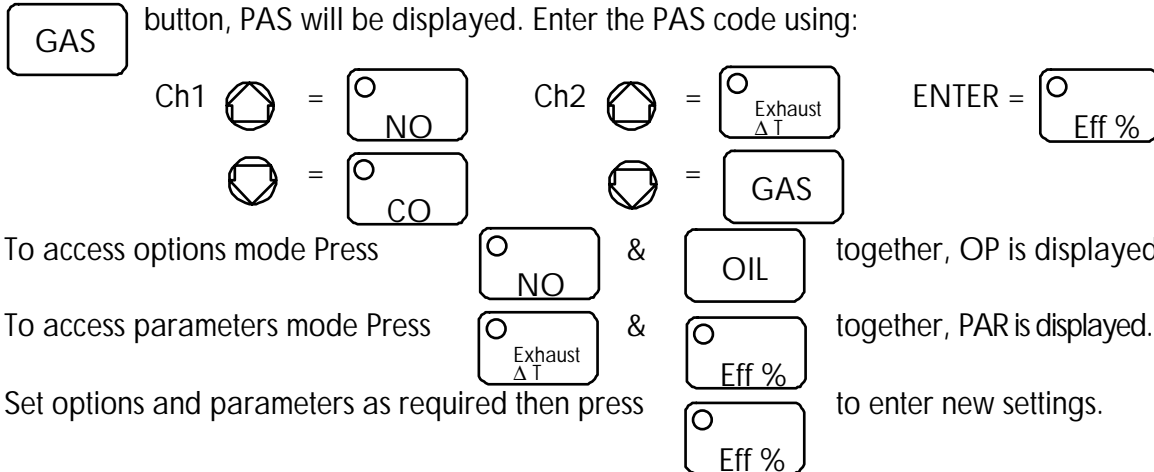 GAS button, PAS will be displayed. Enter the PAS code using:
Ch1 = NO Ch2 = Exhaust ΔT ENTER = Eff %
= CO = GAS
To access options mode Press NO & OIL together, OP is displayed
To access parameters mode Press Exhaust ΔT & Eff % together, PAR is displayed.
Set options and parameters as required then press Eff % to enter new settings.